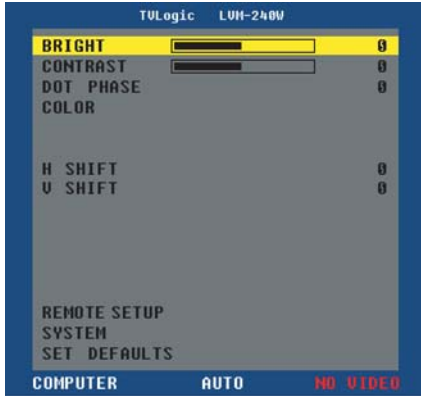 TVLogic LVM-240W
BRIGHT 0
CONTRAST 0
DOT PHASE 0
COLOR
H SHIFT 0
V SHIFT 0
REMOTE SETUP
SYSTEM
SET DEFAULTS
COMPUTER AUTO NO VIDEO